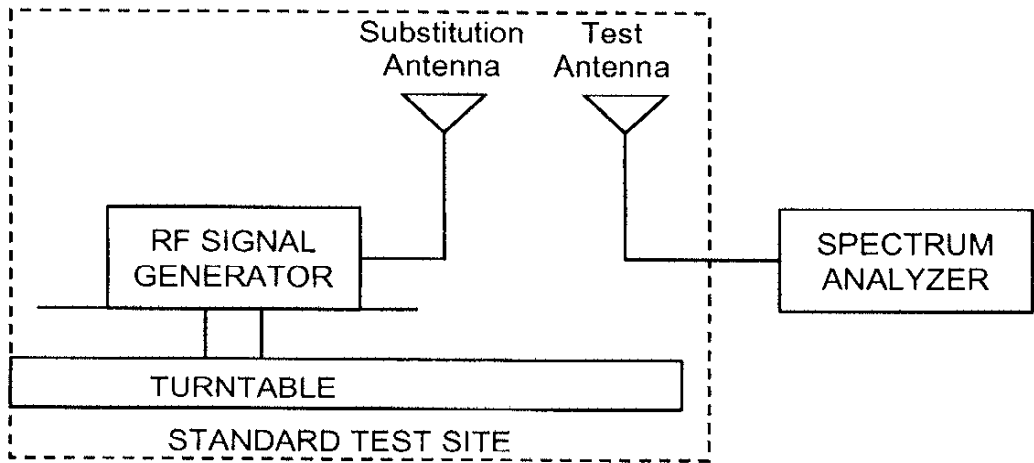 Substitution
Antenna
Test
Antenna
RF SIGNAL
GENERATOR
SPECTRUM
ANALYZER
TURNTABLE
STANDARD TEST SITE